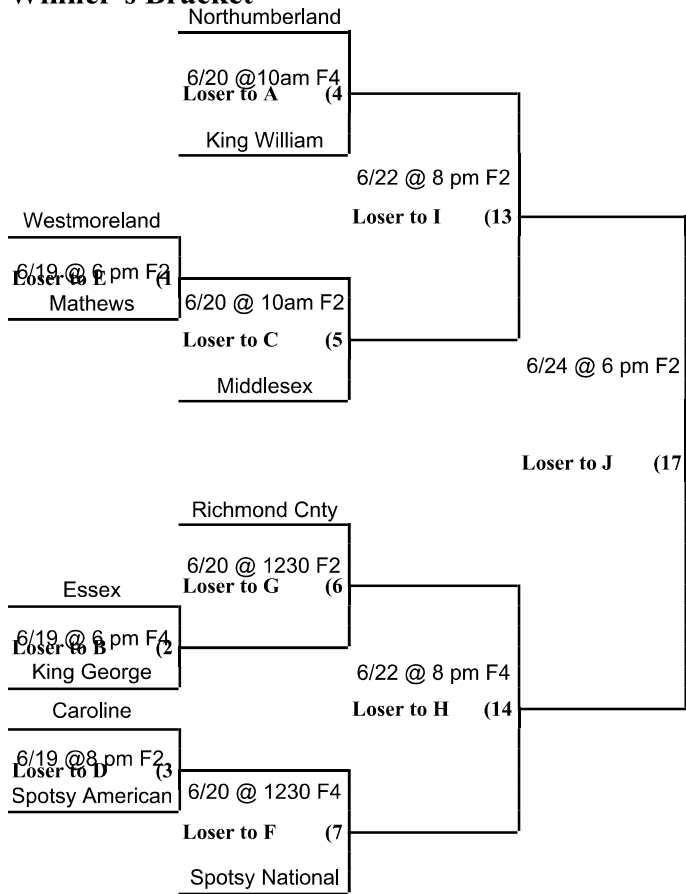 Winner's Bracket
Northumberland
6/20 @10am F4
Loser to A (4
King William
6/22 @ 8 pm F2
Loser to I (13
Westmoreland
6/19 @ 6 pm F2
Loser to E (1
Mathews
6/20 @ 10am F2
Loser to C (5
Middlesex
6/24 @ 6 pm F2
Loser to J (17
Richmond Cnty
6/20 @ 1230 F2
Loser to G (6
Essex
6/19 @ 6 pm F4
Loser to B (2
King George
6/22 @ 8 pm F4
Loser to H (14
Caroline
6/19 @8 pm F2
Loser to D (3
Spotsy American
6/20 @ 1230 F4
Loser to F (7
Spotsy National